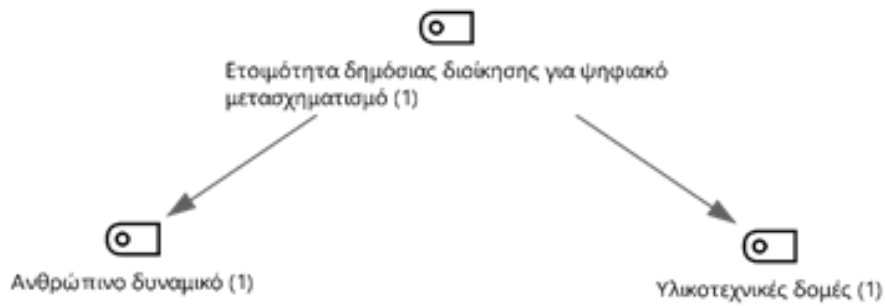 Ετοιμότητα δημόσιας διοίκησης για ψηφιακό
μετασχηματισμό (1)
Ανθρώπινο δυναμικό (1)
Υλικοτεχνικές δομές (1)